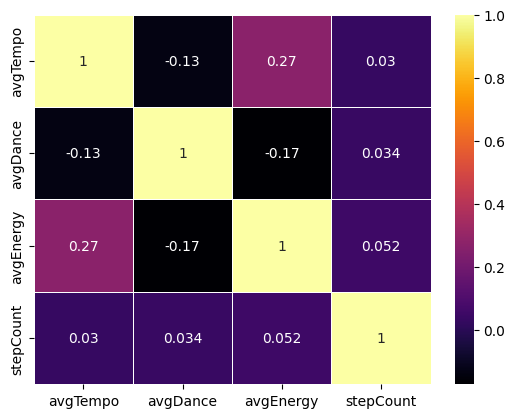 avgTempo 1 -0.13 0.27 0.03
avgDance -0.13 1 -0.17 0.034
avgEnergy 0.27 -0.17 1 0.052
stepCount 0.03 0.034 0.052 1
avgTempo avgDance avgEnergy stepCount
1.0
0.8
0.6
0.4
0.2
0.0